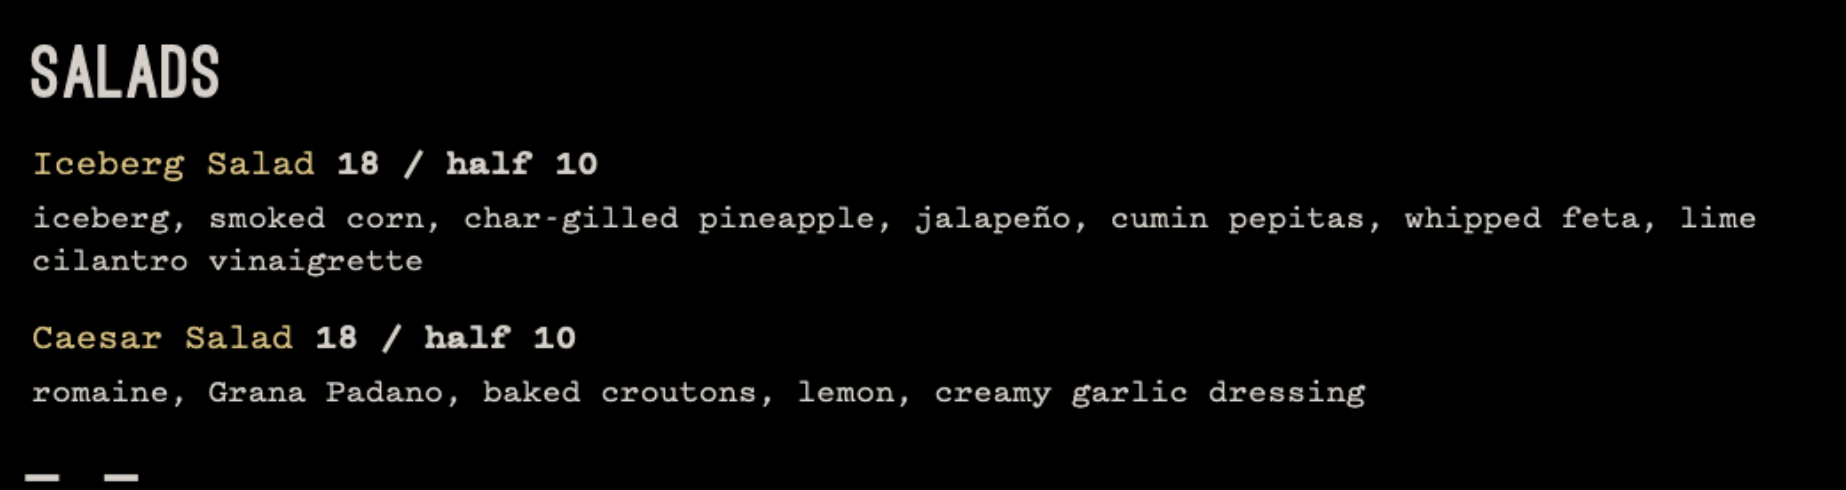 SALADS
Iceberg Salad 18 / half 10
iceberg, smoked corn, char-gilled pineapple, jalapeño, cumin pepitas, whipped feta, lime
cilantro vinaigrette
Caesar Salad 18 / half 10
romaine, Grana Padano, baked croutons, lemon, creamy garlic dressing